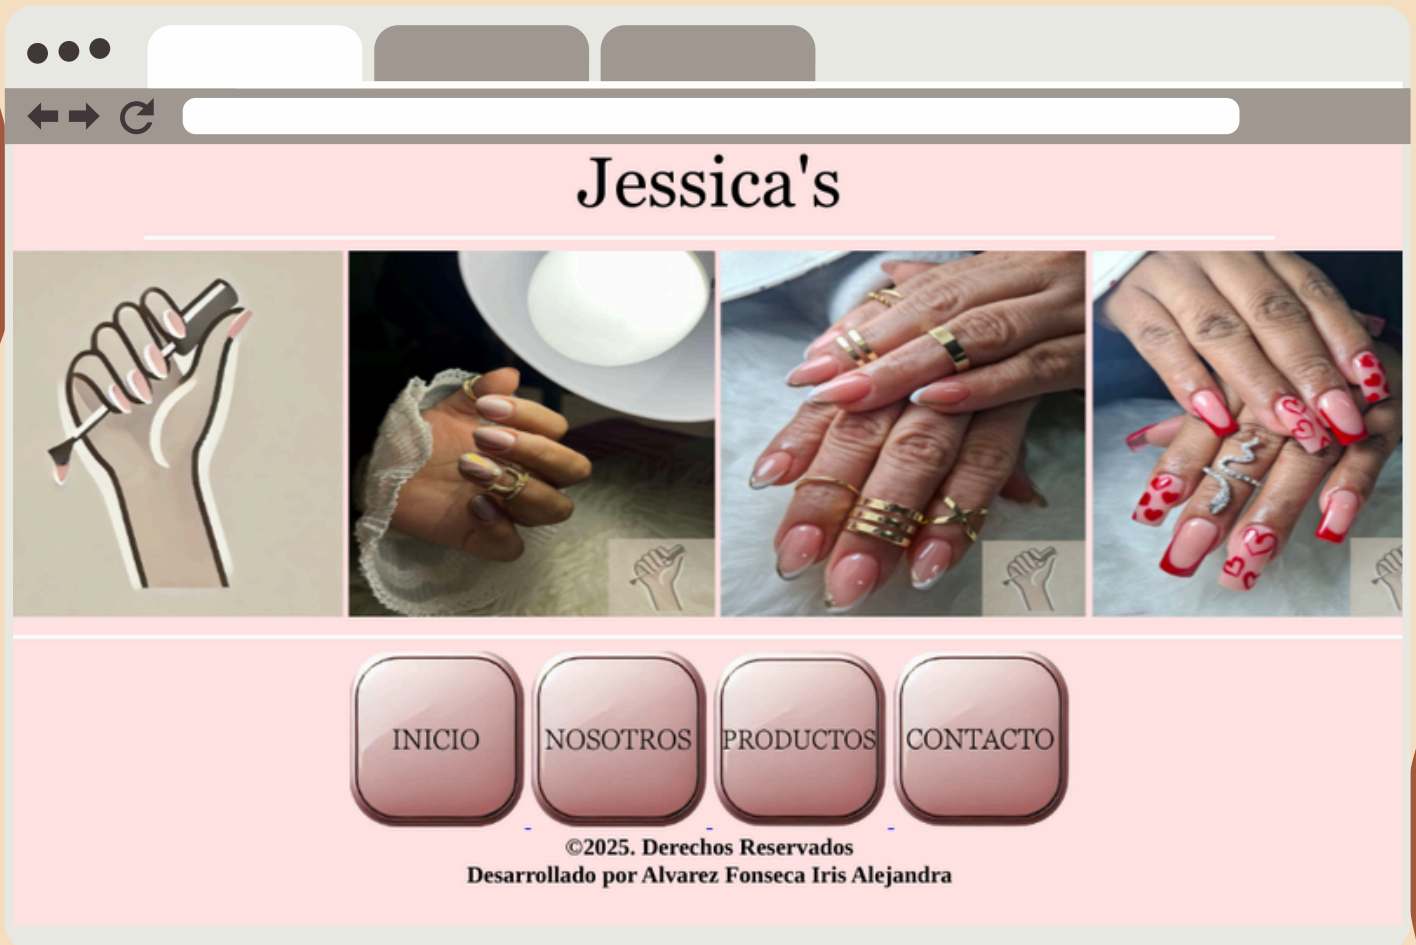 Jessica's
INICIO
NOSOTROS
PRODUCTOS
CONTACTO
©2025. Derechos Reservados
Desarrollado por Alvarez Fonseca Iris Alejandra